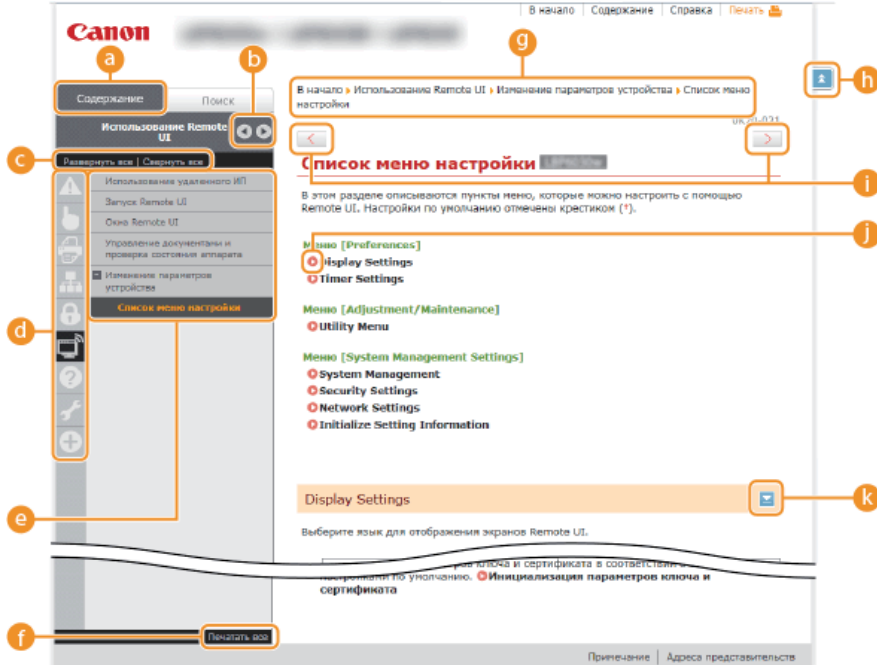 В начало | Содержание | Справка | Печать
Canon
a
b
g
h
Содержание
Поиск
В начало Использование Remote UI Изменение параметров устройства Список меню
настройки
Использование Remote
UI
c
Развернуть все | Свернуть все
Список меню настройки
i
Использование удаленного ИП
Запуск Remote UI
Окна Remote UI
Управление документами и
проверка состояния аппарата
Изменение параметров
устройства
Список меню настройки
d
e
В этом разделе описываются пункты меню, которые можно настроить с помощью
Remote UI. Настройки по умолчанию отмечены крестиком (*).
j
Меню [Preferences]
Display Settings
Timer Settings
Меню [Adjustment/Maintenance]
Utility Menu
Меню [System Management Settings]
System Management
Security Settings
Network Settings
Initialize Setting Information
Display Settings
k
Выберите язык для отображения экранов Remote UI.
ключа и сертификата в соответствии
настройками по умолчанию. Инициализация параметров ключа и
сертификата
f
Печатать все
Примечание | Адреса представительств